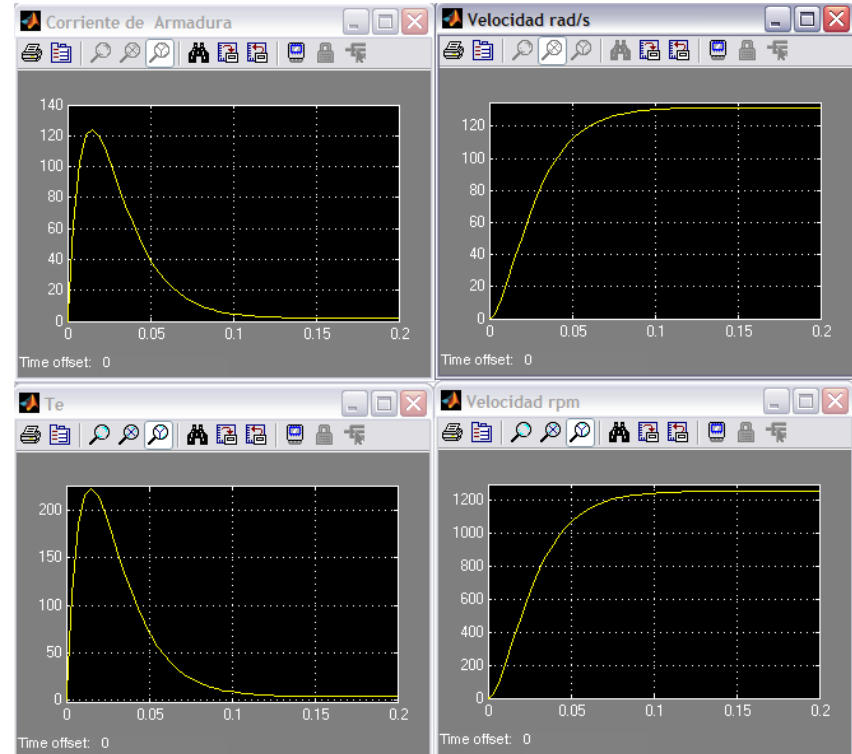 Corriente de Armadura
140
120
100
80
60
40
20
0
0 0.05 0.1 0.15 0.2
Time offset: 0
Velocidad rad/s
120
100
80
60
40
20
0
0 0.05 0.1 0.15 0.2
Time offset: 0
Te
200
150
100
50
0
0 0.05 0.1 0.15 0.2
Time offset: 0
Velocidad rpm
1200
1000
800
600
400
200
0
0 0.05 0.1 0.15 0.2
Time offset: 0